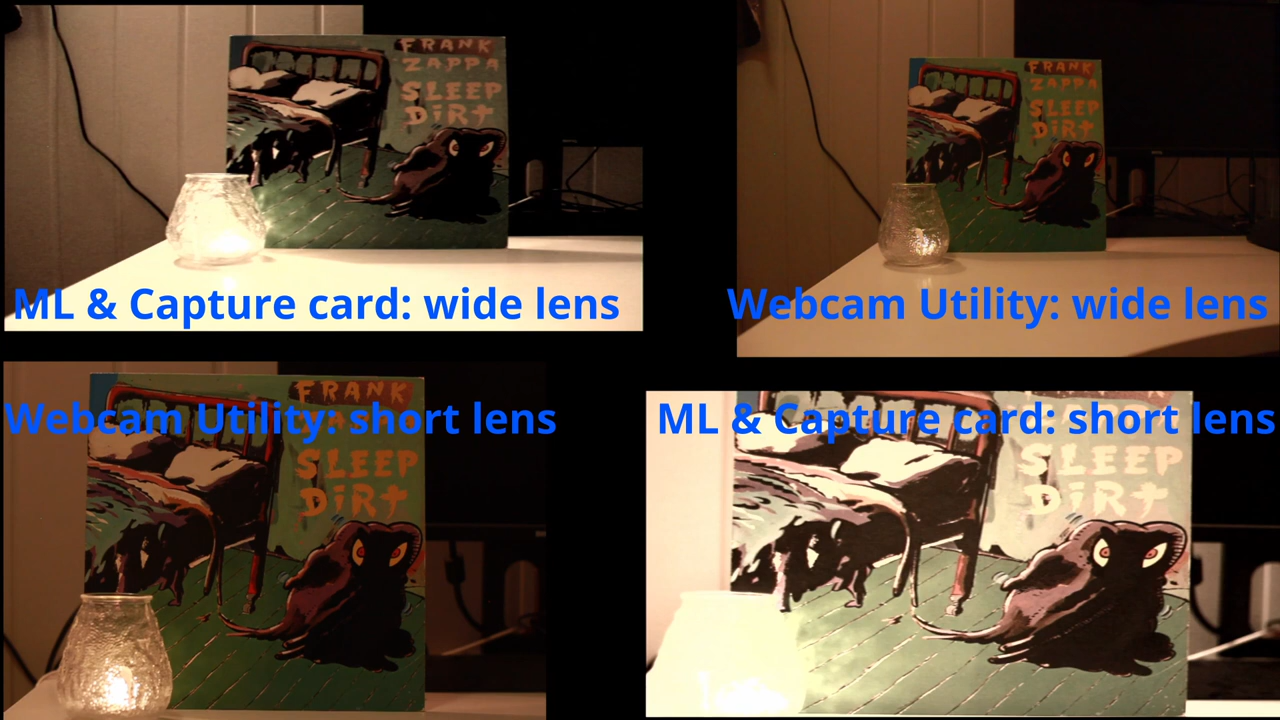 FRANK
ZAPPA
SLEEP
DiRt
ML & Capture card: wide lens
FRANK
ZAPPA
SLEEP
DiRt
Webcam Utility: wide lens
FRANK
Webcam Utility: short lens
SLEEP
DiRt
ML & Capture card: short lens
SLEEP
DiRt